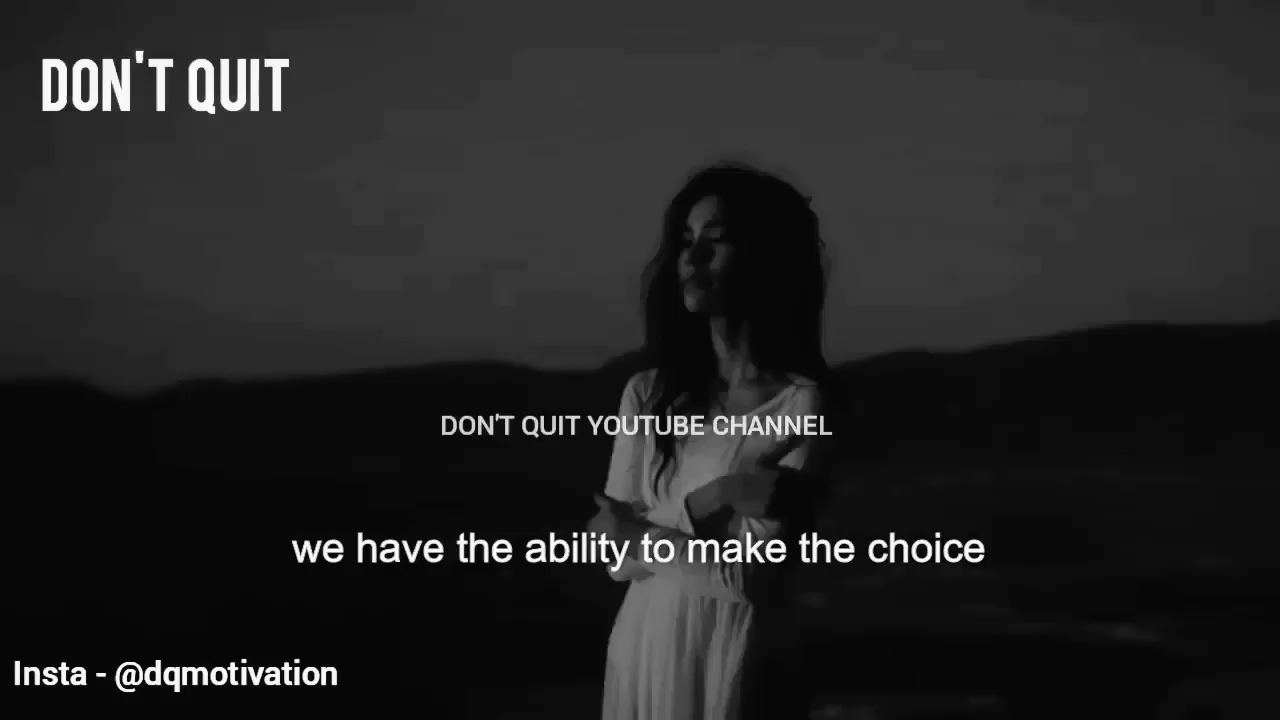 DON'T QUIT
DON'T QUIT YOUTUBE CHANNEL
we have the ability to make the choice
Insta - @dqmotivation